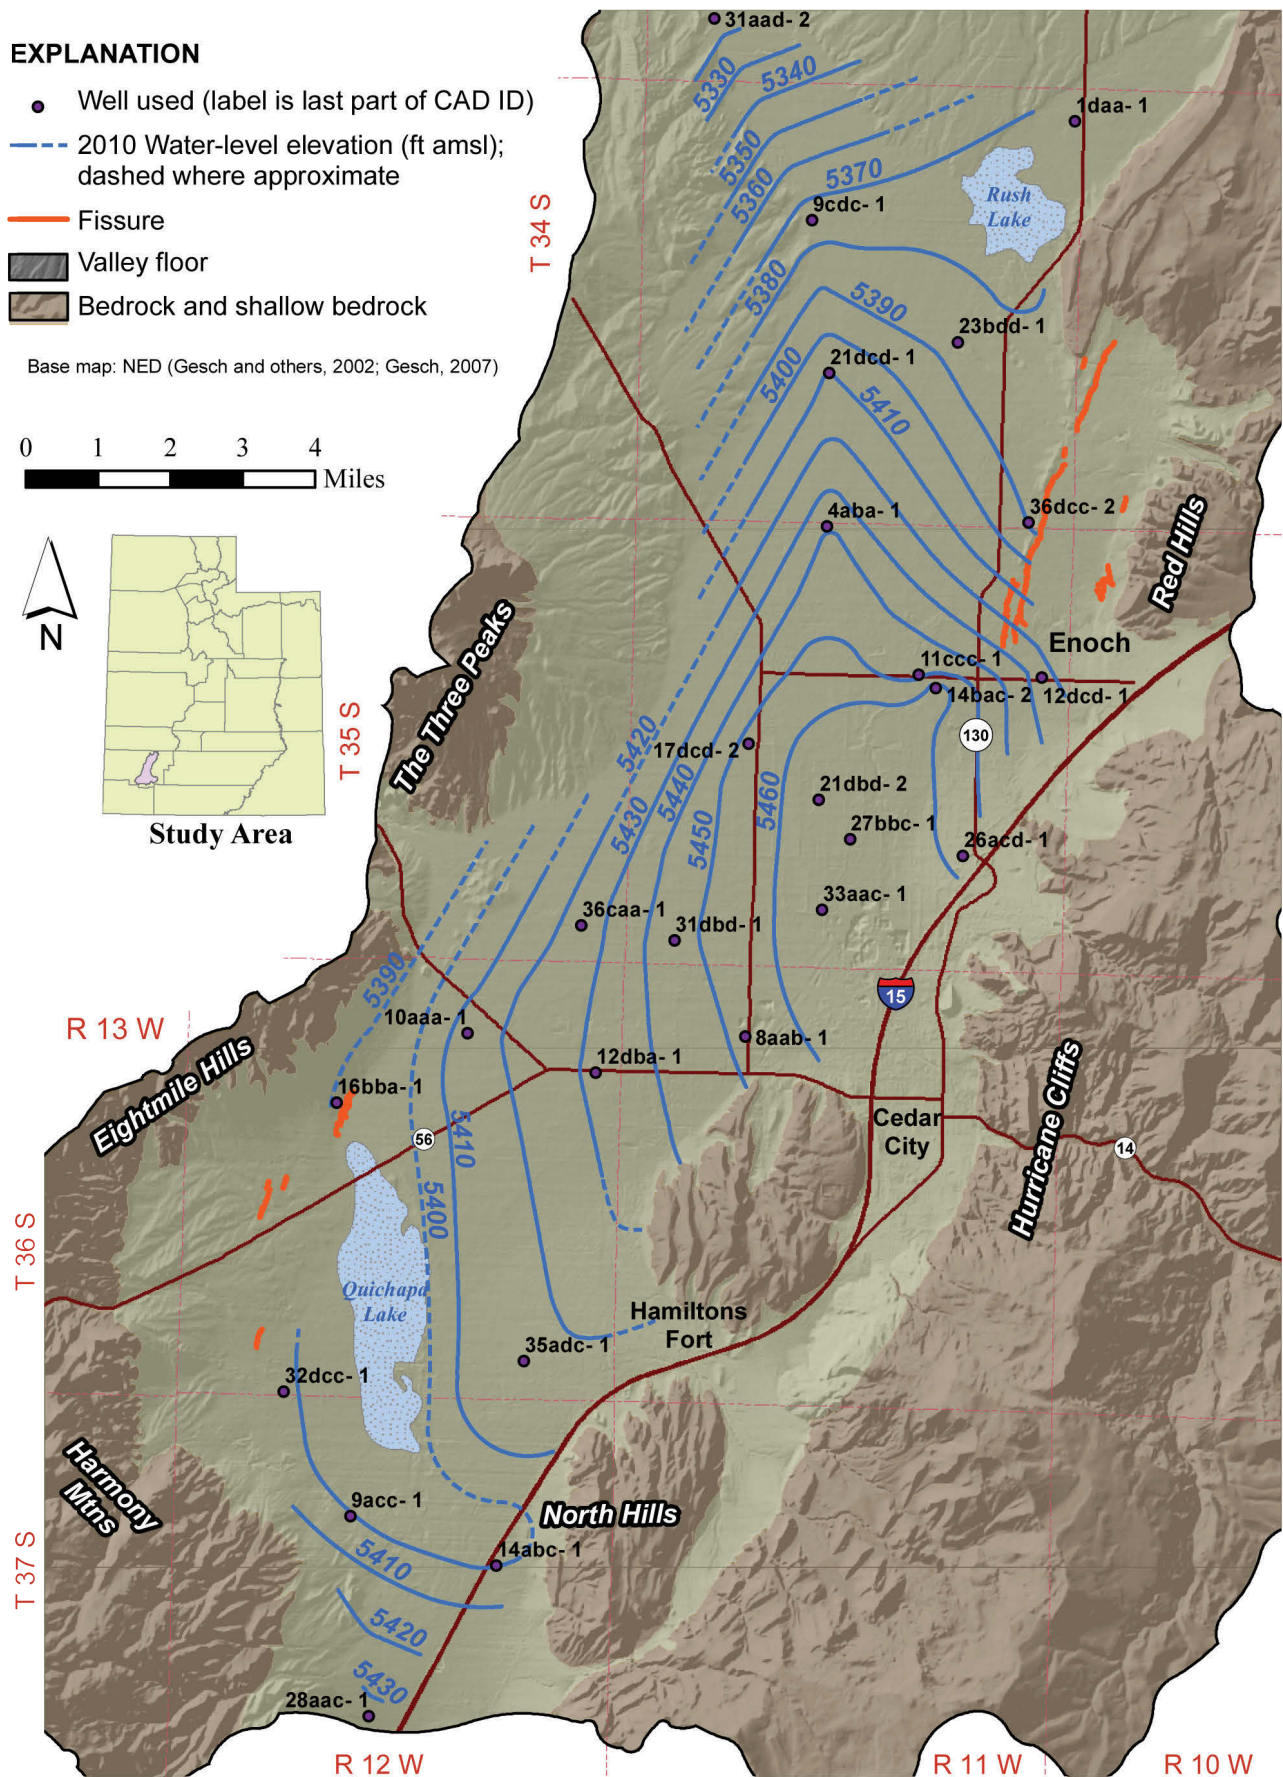 EXPLANATION
Well used (label is last part of CAD ID)
2010 Water-level elevation (ft amsl);
dashed where approximate
Fissure
Valley floor
Bedrock and shallow bedrock
Base map: NED (Gesch and others, 2002; Gesch, 2007)
0 1 2 3 4
Miles
N
Study Area
31aad- 2
5330
5340
1daa- 1
5350
5360
5370
Rush
Lake
9cdc- 1
T 34 S
5380
5390
23bdd- 1
21dcd- 1
5400
5410
4aba- 1
36dcc- 2
Red Hills
Enoch
The Three Peaks
11ccc- 1
14bac- 2
12dcd- 1
T 35 S
5420
17dcd- 2
130
5440
5460
21dbd- 2
5430
5450
27bbc- 1
26acd- 1
36caa- 1
31dbd- 1
33aac- 1
5390
15
R 13 W
10aaa- 1
8aab- 1
12dba- 1
Eightmile Hills
16bba- 1
56
5410
Cedar
City
14
Hurricane Cliffs
5400
T 36 S
Quichapa
Lake
Hamiltons
Fort
35adc- 1
32dcc- 1
Harmony
Mtns
9acc- 1
North Hills
14abc- 1
5410
T 37 S
5420
5430
28aac- 1
R 12 W
R 11 W
R 10 W